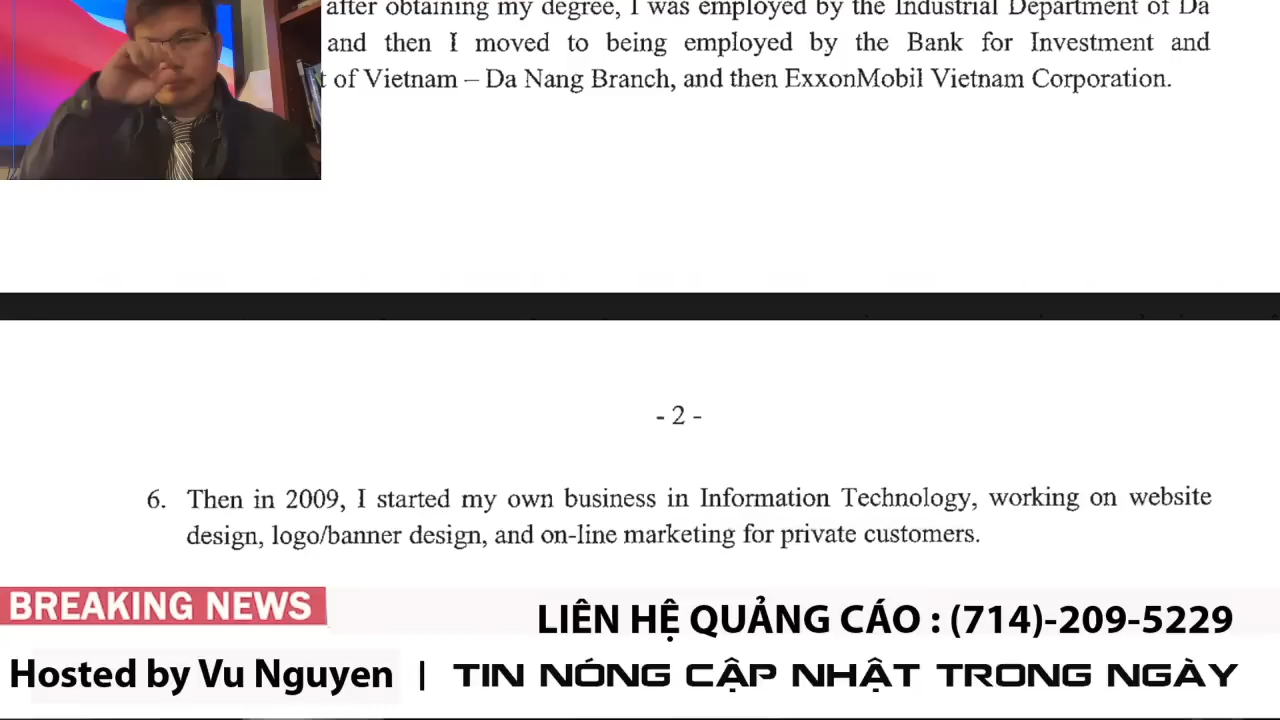 after obtaining my degree, I was employed by the Industrial Department of Da
and then I moved to being employed by the Bank for Investment and
t of Vietnam – Da Nang Branch, and then ExxonMobil Vietnam Corporation.
- 2 -
6. Then in 2009, I started my own business in Information Technology, working on website
design, logo/banner design, and on-line marketing for private customers.
BREAKING NEWS
LIÊN HỆ QUẢNG CÁO : (714)-209-5229
Hosted by Vu Nguyen | TIN NÓNG CẬP NHẬT TRONG NGÀY